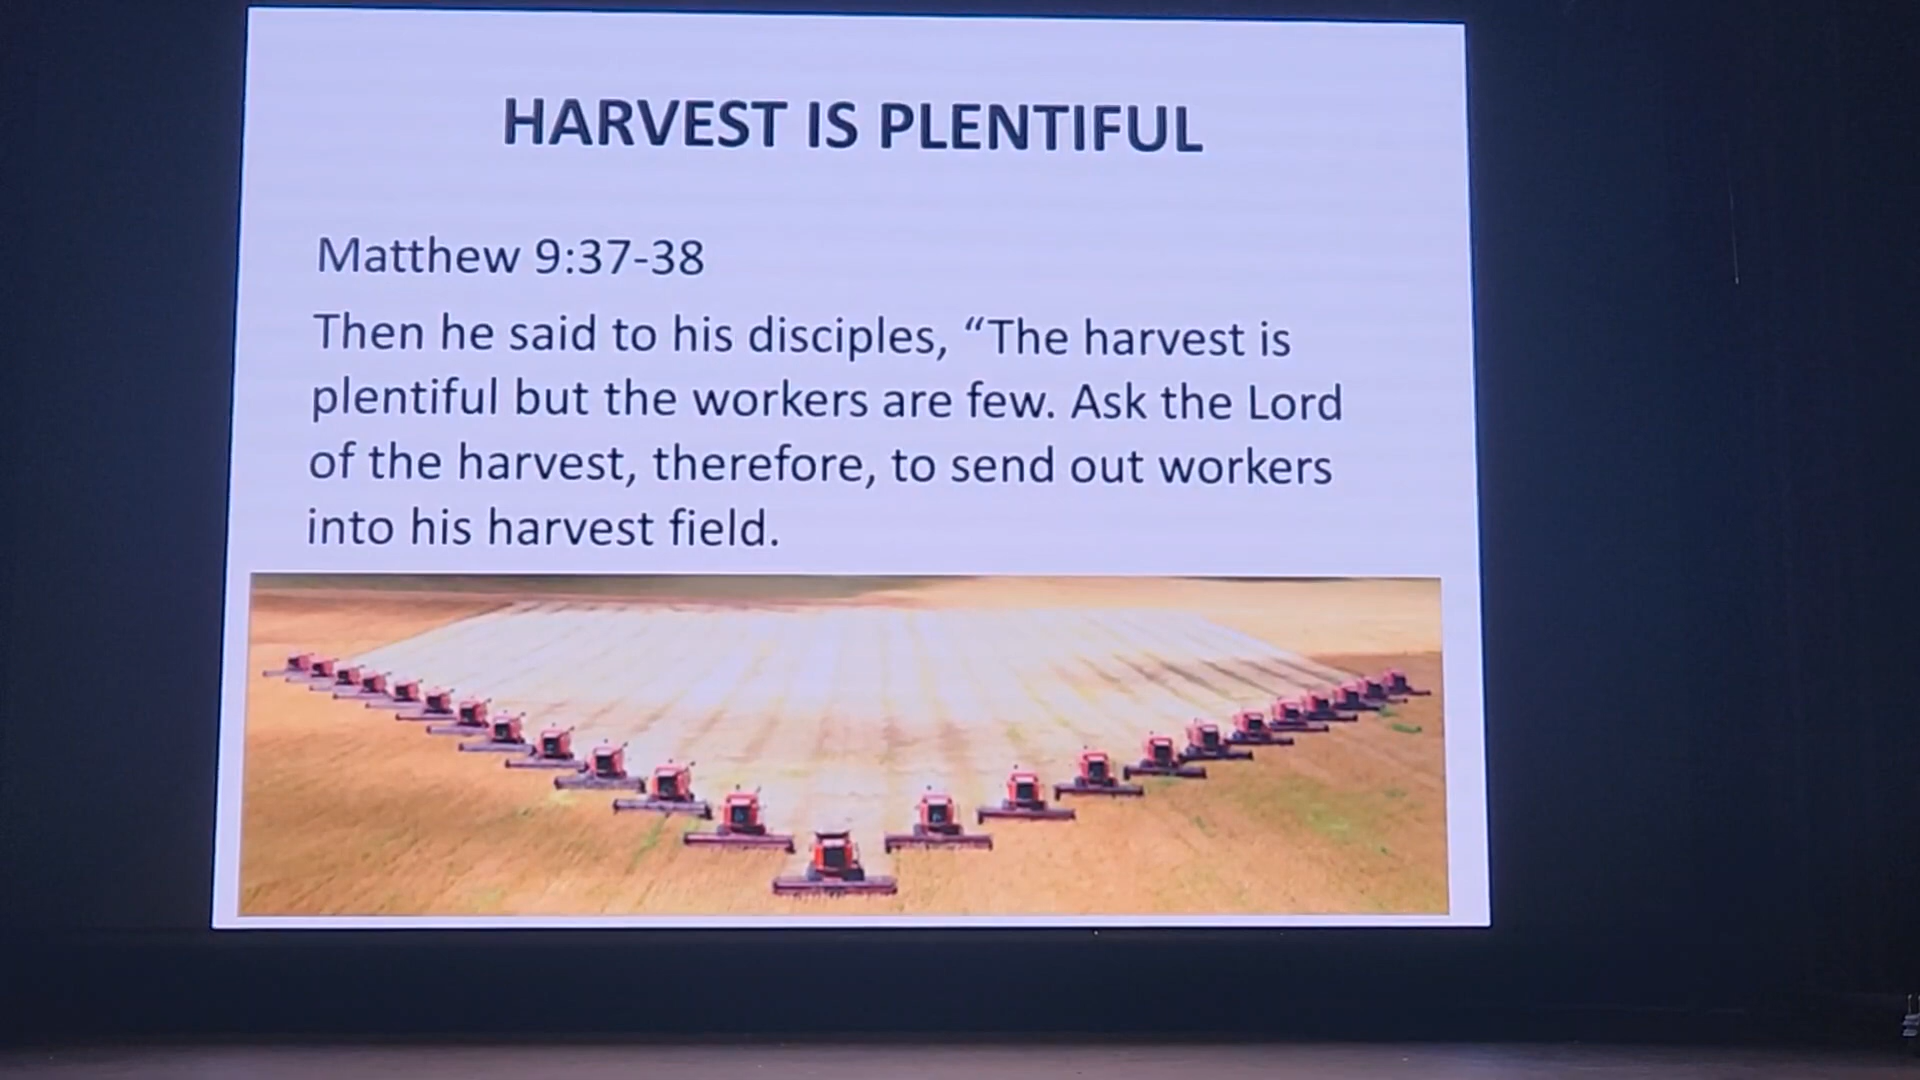 HARVEST IS PLENTIFUL
Matthew 9:37-38
Then he said to his disciples, “The harvest is
plentiful but the workers are few. Ask the Lord
of the harvest, therefore, to send out workers
into his harvest field.